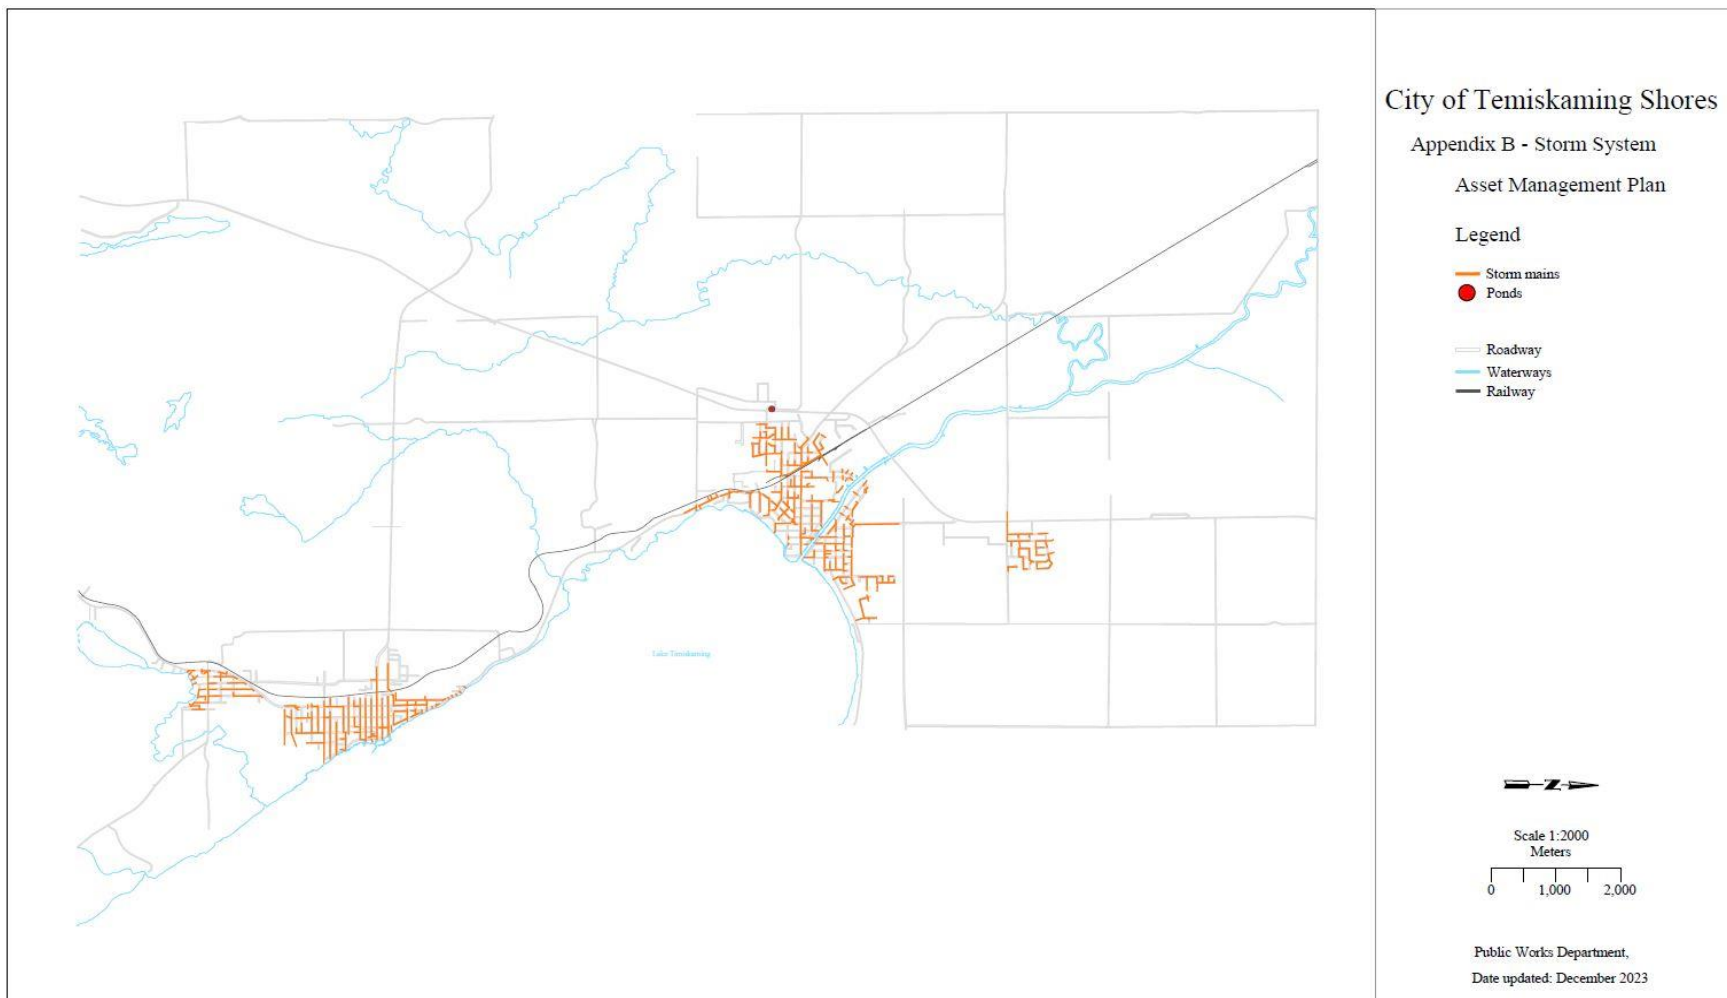 City of Temiskaming Shores
Appendix B - Storm System
Asset Management Plan
Legend
Storm mains
Ponds
Roadway
Waterways
Railway
Lake Temiskaming
Z
Scale 1:2000
Meters
0 1,000 2,000
Public Works Department,
Date updated: December 2023